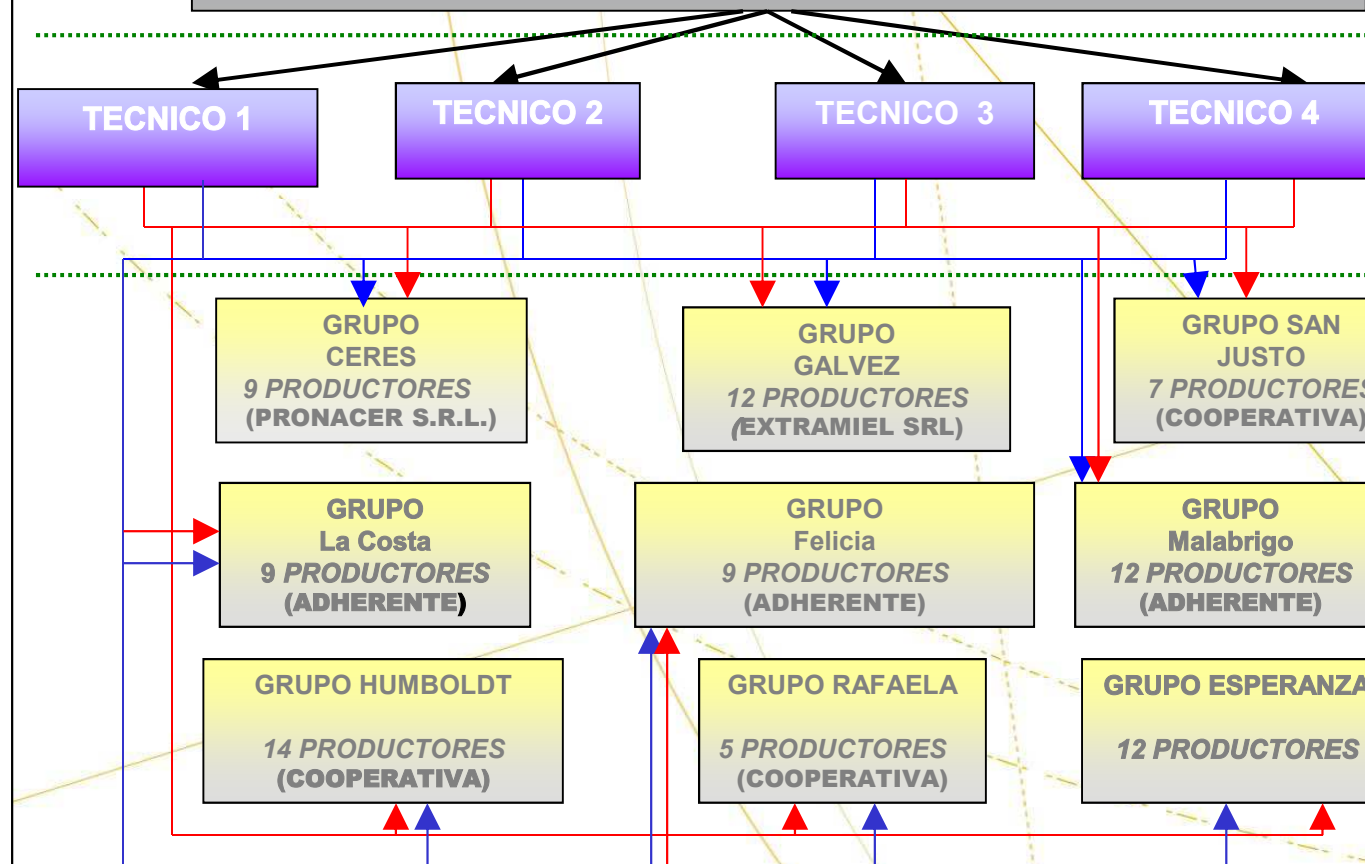 TECNICO 1
TECNICO 2
TECNICO  3
TECNICO 4
GRUPO
CERES
9 PRODUCTORES
(PRONACER S.R.L.)
GRUPO
GALVEZ
12 PRODUCTORES
(EXTRAMIEL SRL)
GRUPO SAN
JUSTO
7 PRODUCTORES
(COOPERATIVA)
GRUPO
La Costa
9 PRODUCTORES
(ADHERENTE)
GRUPO
Felicia
9 PRODUCTORES
(ADHERENTE)
GRUPO
Malabrigo
12 PRODUCTORES
(ADHERENTE)
GRUPO HUMBOLDT
14 PRODUCTORES
(COOPERATIVA)
GRUPO RAFAELA
5 PRODUCTORES
(COOPERATIVA)
GRUPO ESPERANZA
12 PRODUCTORES